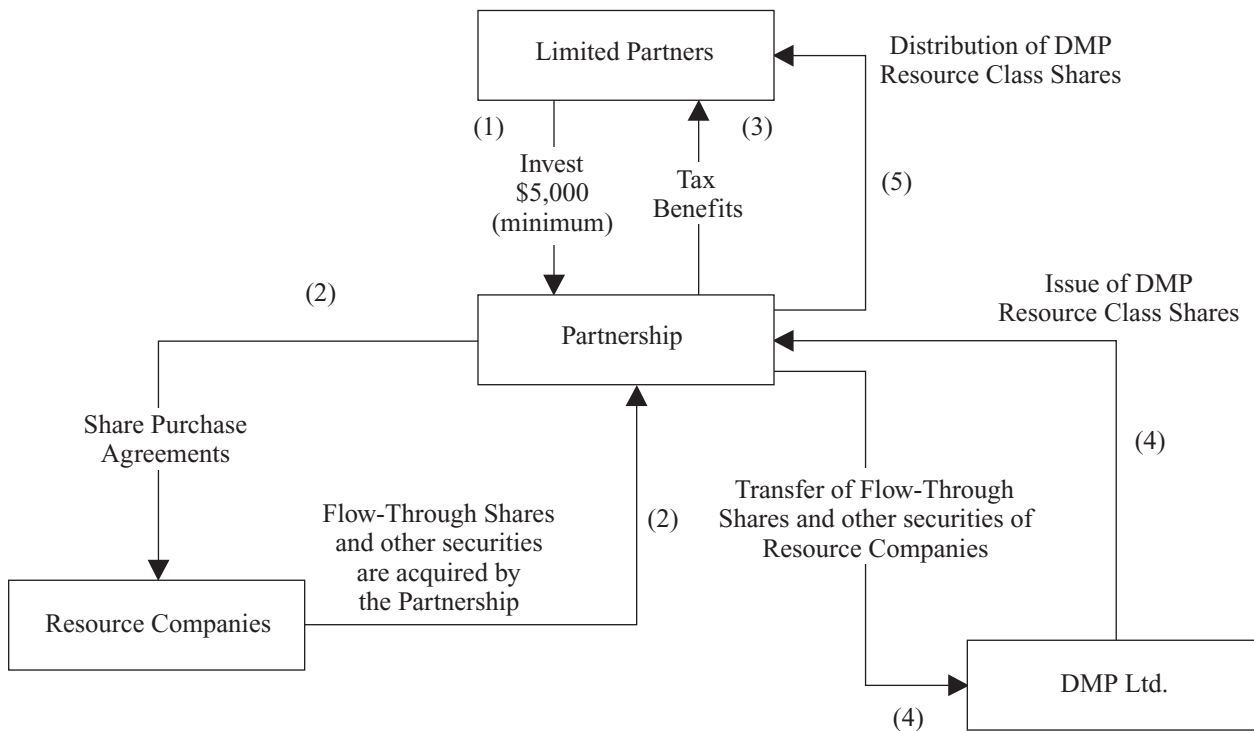 Limited Partners
Distribution of DMP
Resource Class Shares
(1)
(3)
Invest
$5,000
(minimum)
Tax
Benefits
(5)
(2)
Issue of DMP
Resource Class Shares
Partnership
Share Purchase
Agreements
(4)
Flow-Through Shares
and other securities
are acquired by
the Partnership
(2)
Transfer of Flow-Through
Shares and other securities of
Resource Companies
Resource Companies
DMP Ltd.
(4)